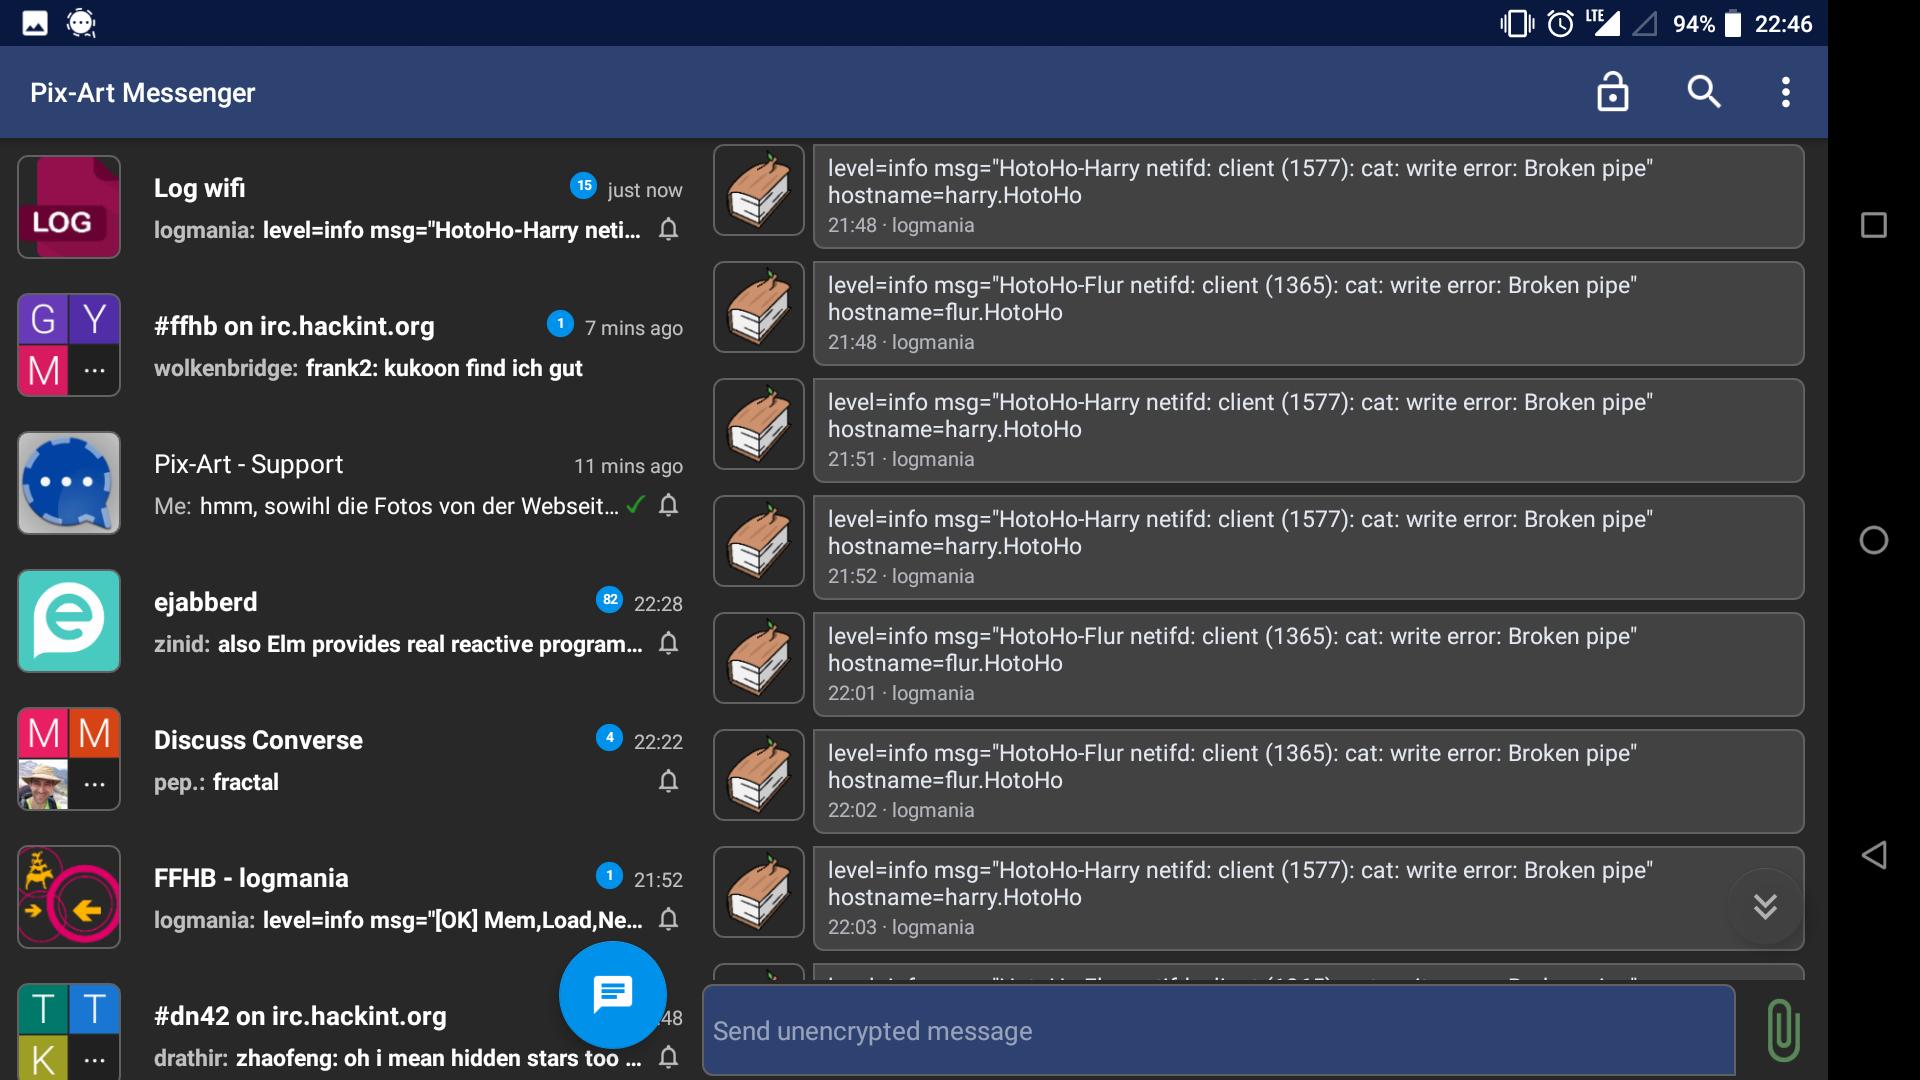 LTE 94% 22:46
Pix-Art Messenger
LOG
Log wifi 15 just now
logmania: level=info msg="HotoHo-Harry neti...
G Y
M ...
#ffhb on irc.hackint.org 1 7 mins ago
wolkenbridge: frank2: kukoon find ich gut
Pix-Art - Support 11 mins ago
Me: hmm, sowihl die Fotos von der Webseit...
ejabberd 82 22:28
zinid: also Elm provides real reactive program...
M M
...
Discuss Converse 4 22:22
pep.: fractal
FFHB - logmania 1 21:52
logmania: level=info msg="[OK] Mem,Load,Ne...
T T
K ...
#dn42 on irc.hackint.org :48
drathir: zhaofeng: oh i mean hidden stars too ...
level=info msg="HotoHo-Harry netifd: client (1577): cat: write error: Broken pipe"
hostname=harry.HotoHo
21:48 · logmania
level=info msg="HotoHo-Flur netifd: client (1365): cat: write error: Broken pipe"
hostname=flur.HotoHo
21:48 · logmania
level=info msg="HotoHo-Harry netifd: client (1577): cat: write error: Broken pipe"
hostname=harry.HotoHo
21:51 · logmania
level=info msg="HotoHo-Harry netifd: client (1577): cat: write error: Broken pipe"
hostname=harry.HotoHo
21:52 · logmania
level=info msg="HotoHo-Flur netifd: client (1365): cat: write error: Broken pipe"
hostname=flur.HotoHo
22:01 · logmania
level=info msg="HotoHo-Flur netifd: client (1365): cat: write error: Broken pipe"
hostname=flur.HotoHo
22:02 · logmania
level=info msg="HotoHo-Harry netifd: client (1577): cat: write error: Broken pipe"
hostname=harry.HotoHo
22:03 · logmania
Send unencrypted message